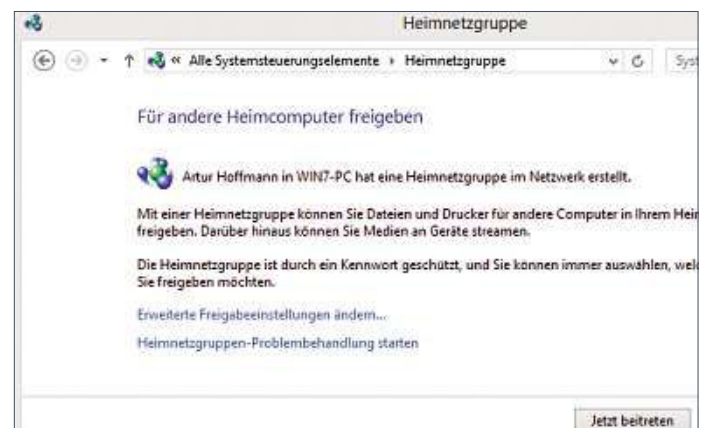 Heimnetzgruppe
« Alle Systemsteuerungselemente Heimnetzgruppe
Für andere Heimcomputer freigeben
Artur Hoffmann in WIN7-PC hat eine Heimnetzgruppe im Netzwerk erstellt.
Mit einer Heimnetzgruppe können Sie Dateien und Drucker für andere Computer in Ihrem Hei
freigeben. Darüber hinaus können Sie Medien an Geräte streamen.
Die Heimnetzgruppe ist durch ein Kennwort geschützt, und Sie können immer auswählen, wel
Sie freigeben möchten.
Erweiterte Freigabeeinstellungen ändern...
Heimnetzgruppen-Problembehandlung starten
Jetzt beitreten